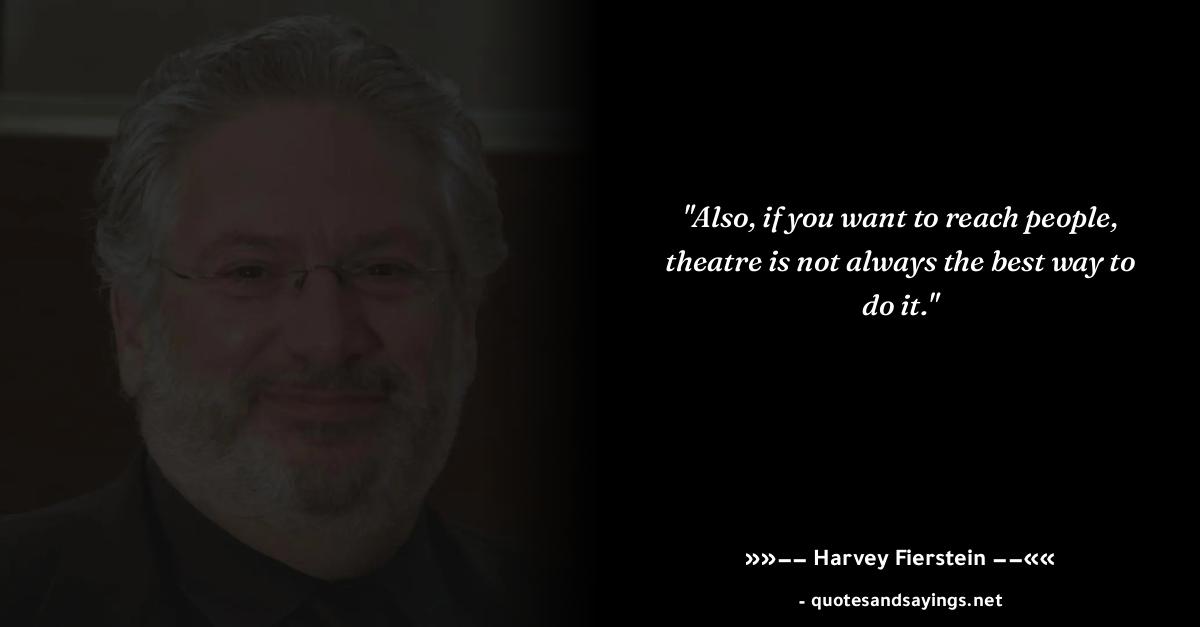 "Also, if you want to reach people,
theatre is not always the best way to
do it."
»»−− Harvey Fierstein −−««
- quotesandsayings.net